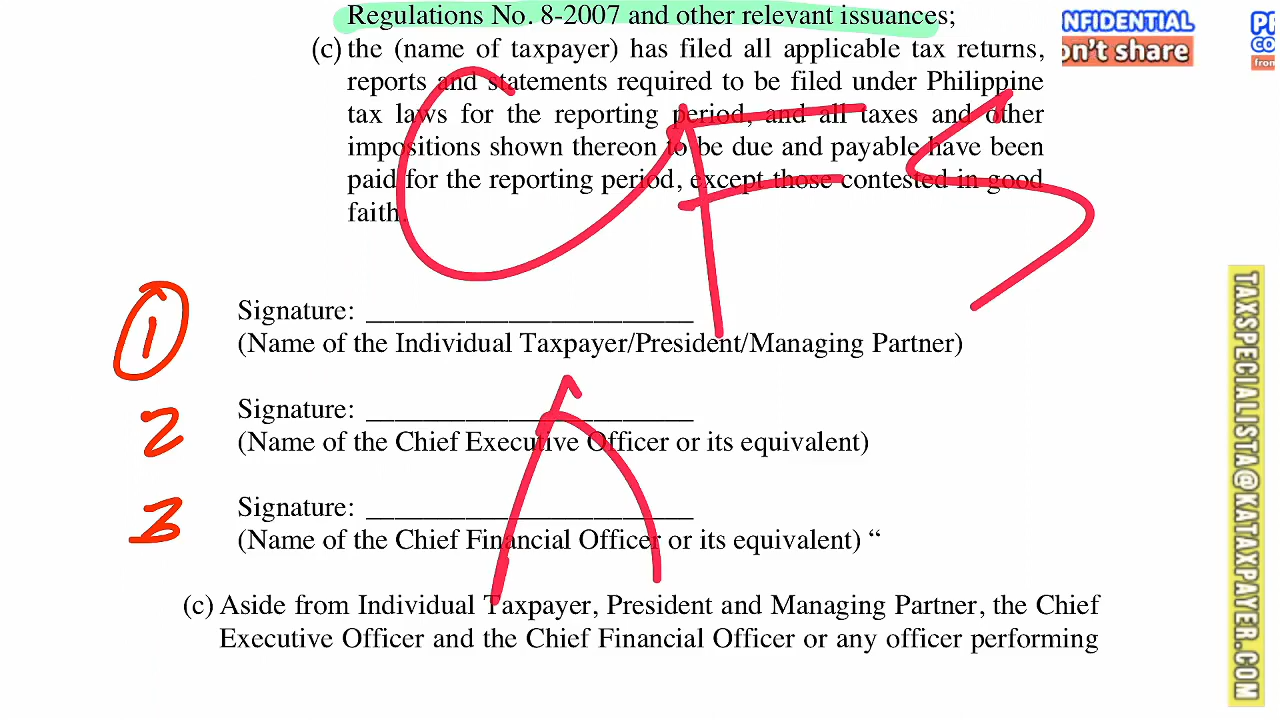 Regulations No. 8-2007 and other relevant issuances;
(c) the (name of taxpayer) has filed all applicable tax returns,
reports and statements required to be filed under Philippine
tax laws for the reporting period, and all taxes and other
impositions shown thereon to be due and payable have been
paid for the reporting period, except those contested in good
faith.
CFS
1 Signature: _______________________
(Name of the Individual Taxpayer/President/Managing Partner)
2 Signature: _______________________
(Name of the Chief Executive Officer or its equivalent)
3 Signature: _______________________
(Name of the Chief Financial Officer or its equivalent) “
(c) Aside from Individual Taxpayer, President and Managing Partner, the Chief
Executive Officer and the Chief Financial Officer or any officer performing
NFIDENTIAL
on’t share
from
TAXSPECIALISTA@KATAXPAYER.COM